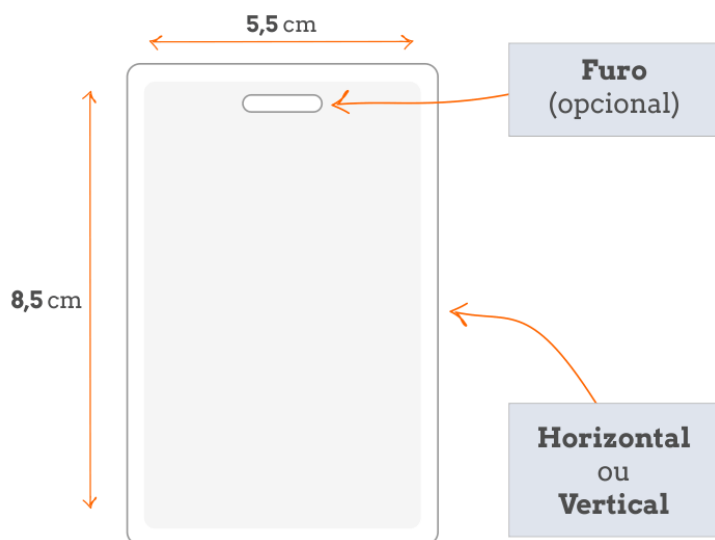 5,5 cm
Furo
(opcional)
8,5 cm
Horizontal
ou
Vertical